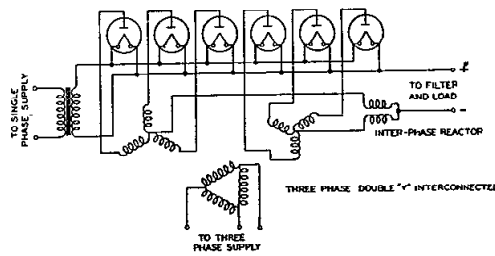 TO SINGLE
PHASE, SUPPLY
+
TO FILTER
AND LOAD
–
INTER-PHASE REACTOR
THREE PHASE DOUBLE "Y" INTERCONNECTED
TO THREE
PHASE SUPPLY